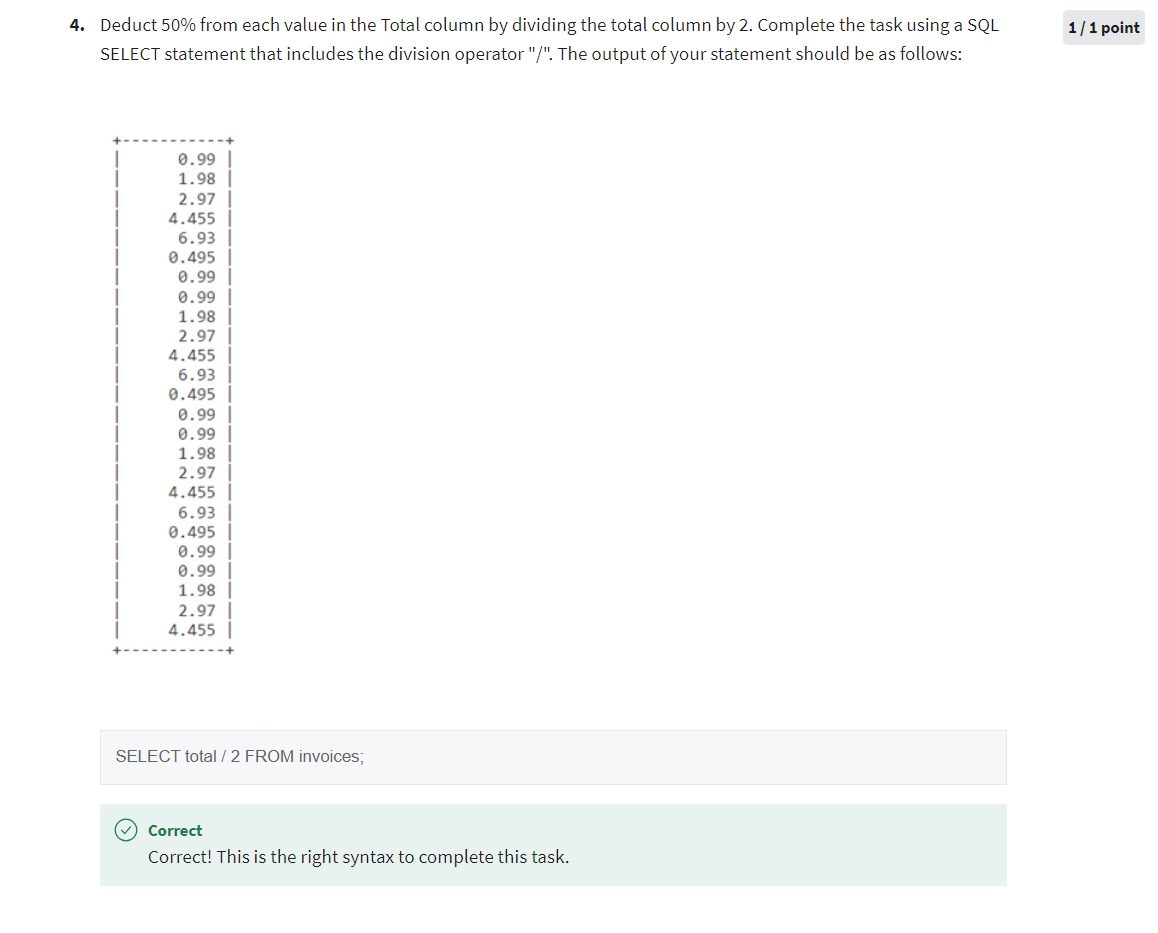 4. Deduct 50% from each value in the Total column by dividing the total column by 2. Complete the task using a SQL
1 / 1 point
SELECT statement that includes the division operator "/". The output of your statement should be as follows:
+-----------+
| 0.99 |
| 1.98 |
| 2.97 |
| 4.455 |
| 6.93 |
| 0.495 |
| 0.99 |
| 0.99 |
| 1.98 |
| 2.97 |
| 4.455 |
| 6.93 |
| 0.495 |
| 0.99 |
| 0.99 |
| 1.98 |
| 2.97 |
| 4.455 |
| 6.93 |
| 0.495 |
| 0.99 |
| 0.99 |
| 1.98 |
| 2.97 |
| 4.455 |
+-----------+
SELECT total / 2 FROM invoices;
Correct
Correct! This is the right syntax to complete this task.